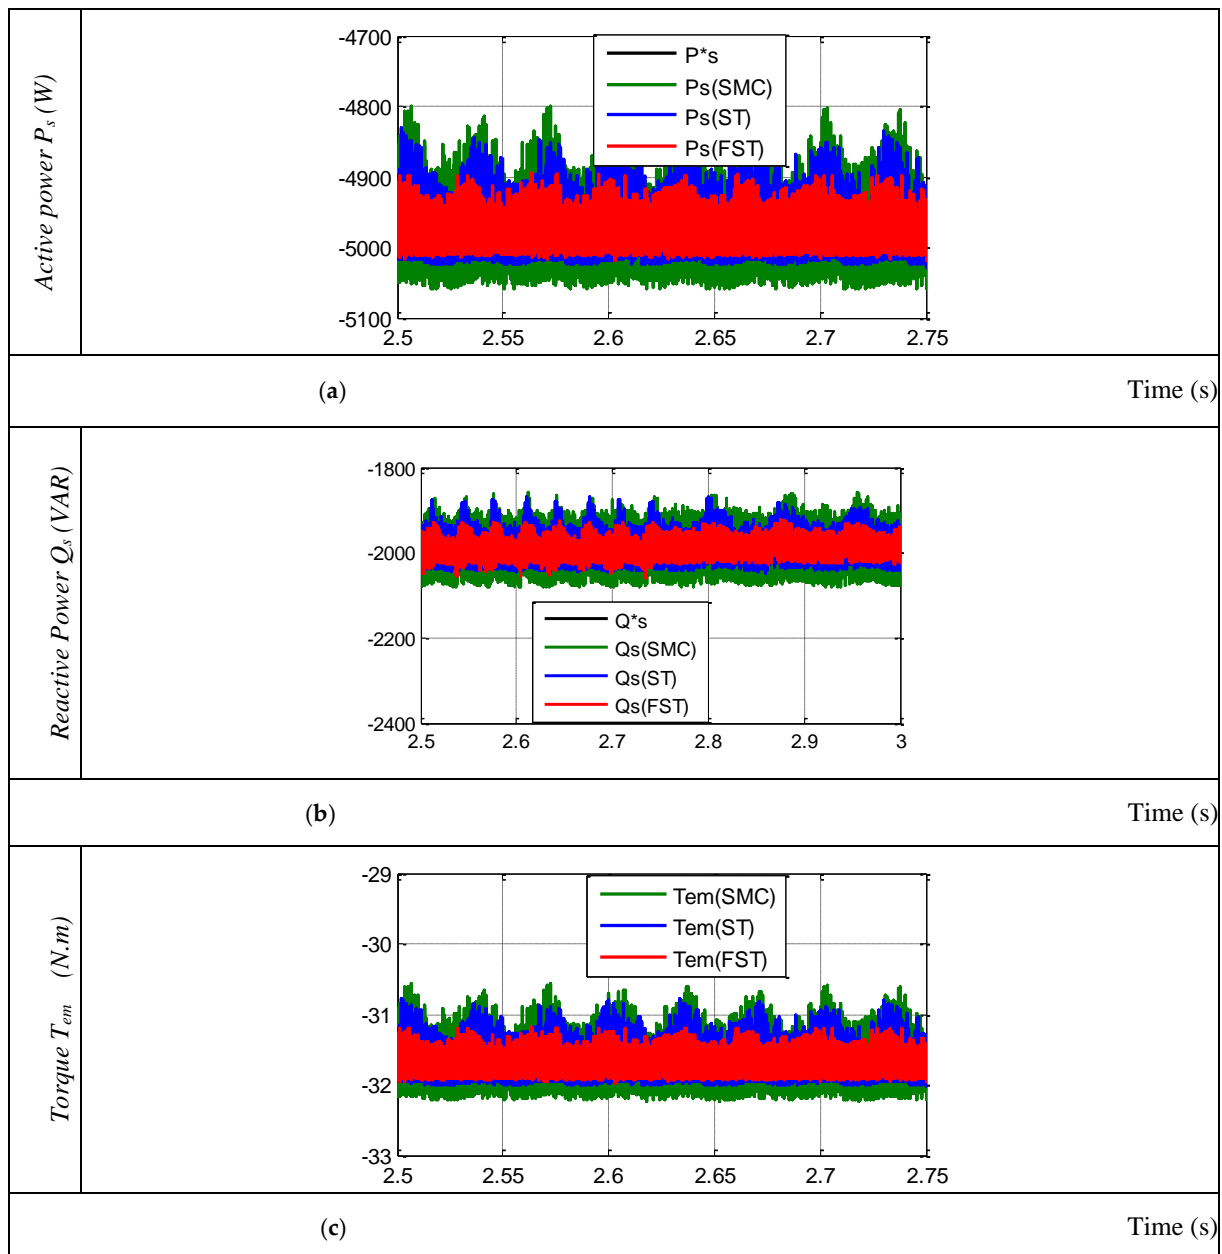 Active power Ps (W)
-4700
-4800
-4900
-5000
-5100
P*s
Ps(SMC)
Ps(ST)
Ps(FST)
2.5 2.55 2.6 2.65 2.7 2.75
(a) Time (s)
Reactive Power Qs (VAR)
-1800
-2000
-2200
-2400
Q*s
Qs(SMC)
Qs(ST)
Qs(FST)
2.5 2.6 2.7 2.8 2.9 3
(b) Time (s)
Torque Tem (N.m)
-29
-30
-31
-32
-33
Tem(SMC)
Tem(ST)
Tem(FST)
2.5 2.55 2.6 2.65 2.7 2.75
(c) Time (s)